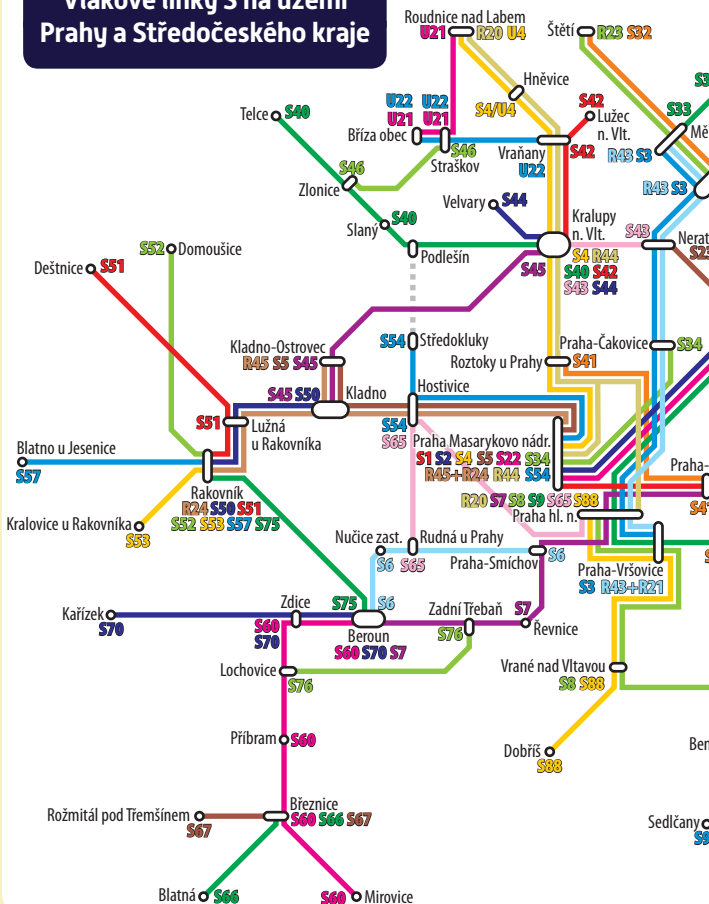 Vlakové linky S na území
Prahy a Středočeského kraje
Roudnice nad Labem
U21 R20 U4
Štětí R23 S32
Hněvice
S4/U4
Telce S40
U22 U22
U21 U21
Bříza obec
S46
Straškov
S42
Lužec
n. Vlt.
S42
Vraňany
U22
S33
R43 S3
R43 S3
S46
Zlonice
Velvary S44
Slaný S40
Podlešín
Kralupy
n. Vlt.
S4 R44
S40 S42
S43 S44
S45
S43
S52 Domoušice
Deštnice S51
S54 Středokluky
Kladno-Ostrovec
R45 S5 S45
Roztoky u Prahy S41
Praha-Čakovice S34
S45 S50 Kladno
Hostivice
S54
S65
S51 Lužná
u Rakovníka
Praha Masarykovo nádr.
S1 S2 S4 S5 S22 S34
R45+R24 R44 S54
Blatno u Jesenice
S57
Rakovník
R24 S50 S51
S52 S53 S57 S75
Kralovice u Rakovníka
S53
R20 S7 S8 S9 S65 S88
Praha hl. n.
Nučice zast.
S6
Rudná u Prahy
S65
Praha-Smíchov S6
Praha-Vršovice
S3 R43+R21
Kařízek
S70
Zdice
S60
S70
S75 S6
Beroun
S60 S70 S7
Zadní Třebaň
S76
S7
Řevnice
Lochovice
S76
Vrané nad Vltavou
S8 S88
Příbram S60
Dobříš
S88
Rožmitál pod Třemšínem
S67
Březnice
S60 S66 S67
Sedlčany
Blatná S66
S60 Mirovice